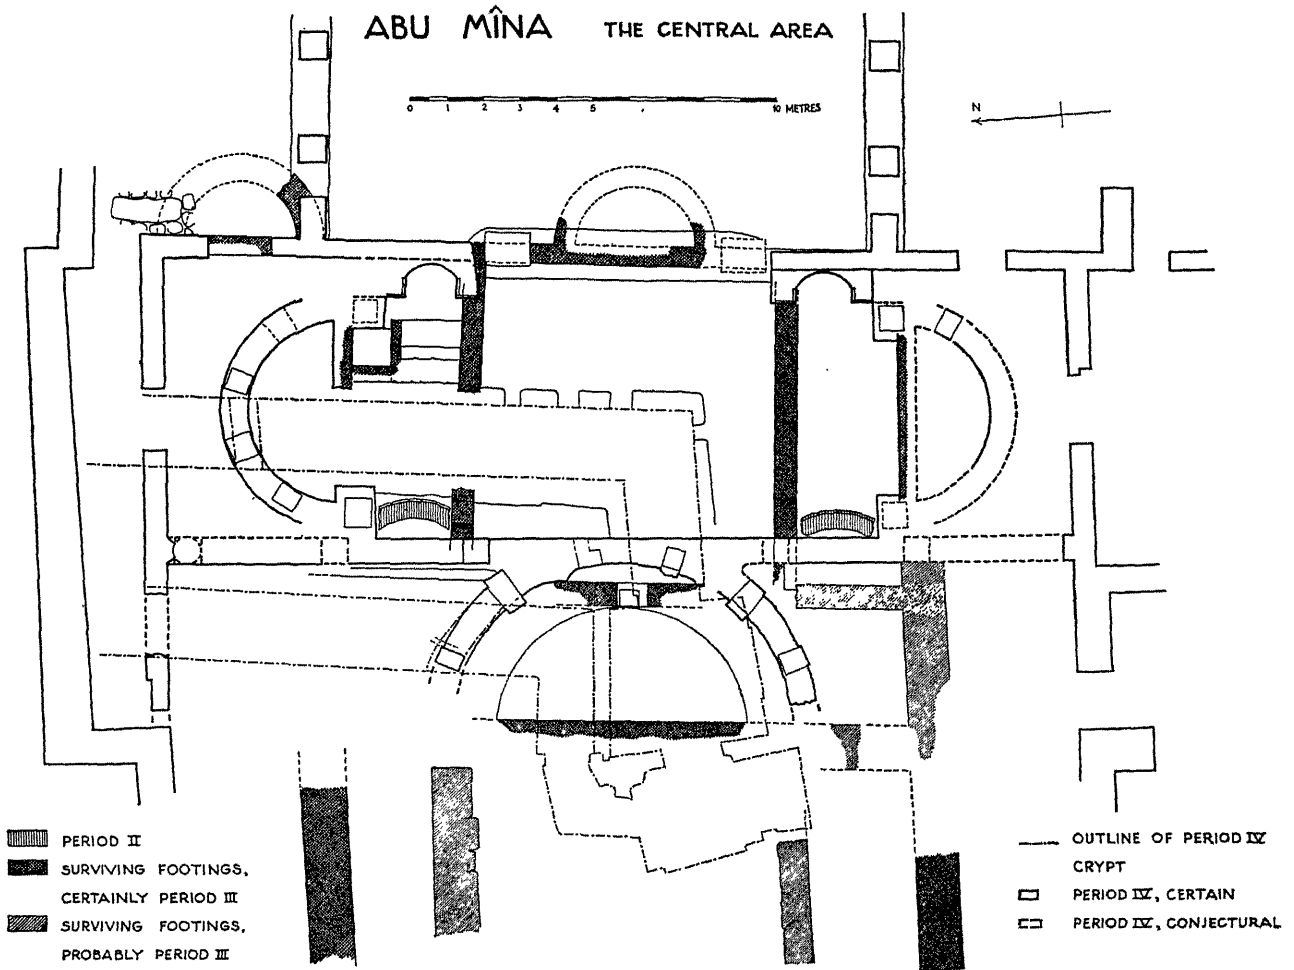 ABU MÎNA THE CENTRAL AREA
0 1 2 3 4 5 10 METRES
N
PERIOD II
SURVIVING FOOTINGS,
CERTAINLY PERIOD III
SURVIVING FOOTINGS,
PROBABLY PERIOD III
OUTLINE OF PERIOD IV
CRYPT
PERIOD IV, CERTAIN
PERIOD IV, CONJECTURAL